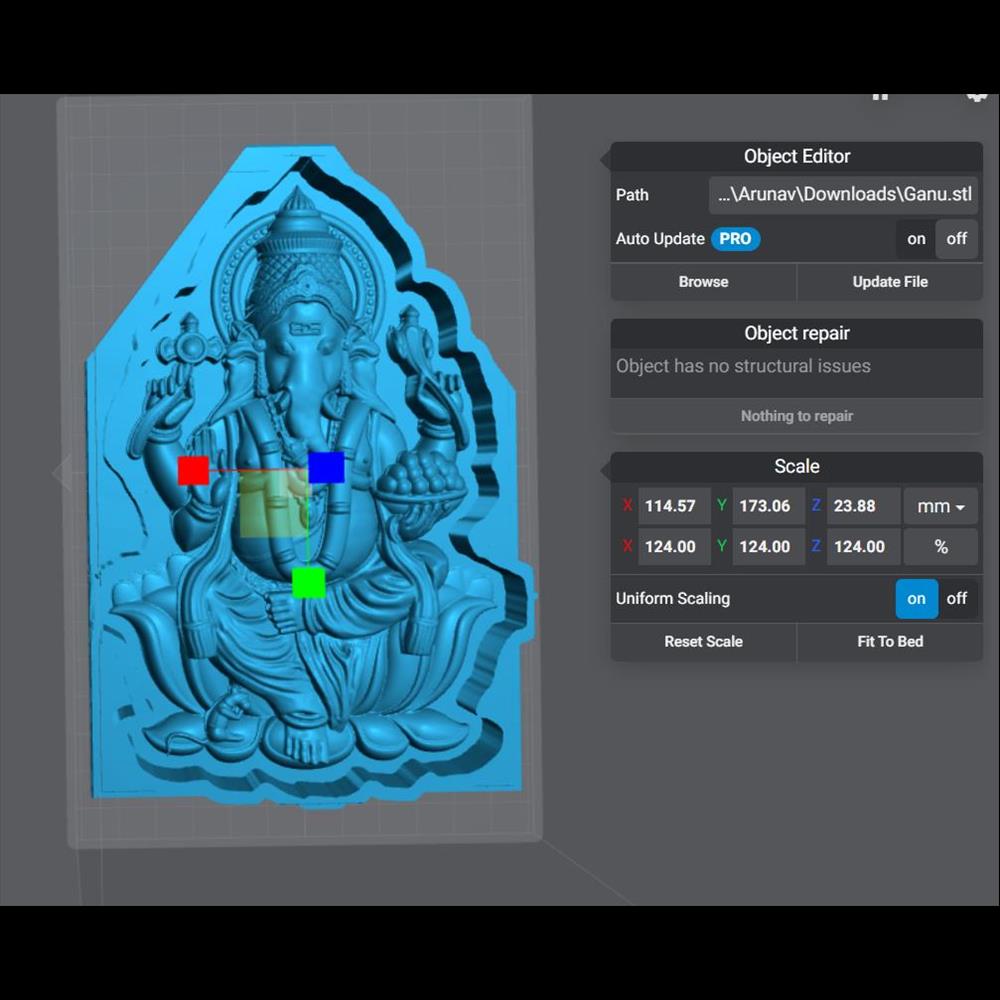 Object Editor
Path ...\Arunav\Downloads\Ganu.stl
Auto Update PRO on off
Browse Update File
Object repair
Object has no structural issues
Nothing to repair
Scale
X 114.57 Y 173.06 Z 23.88 mm
X 124.00 Y 124.00 Z 124.00 %
Uniform Scaling on off
Reset Scale Fit To Bed